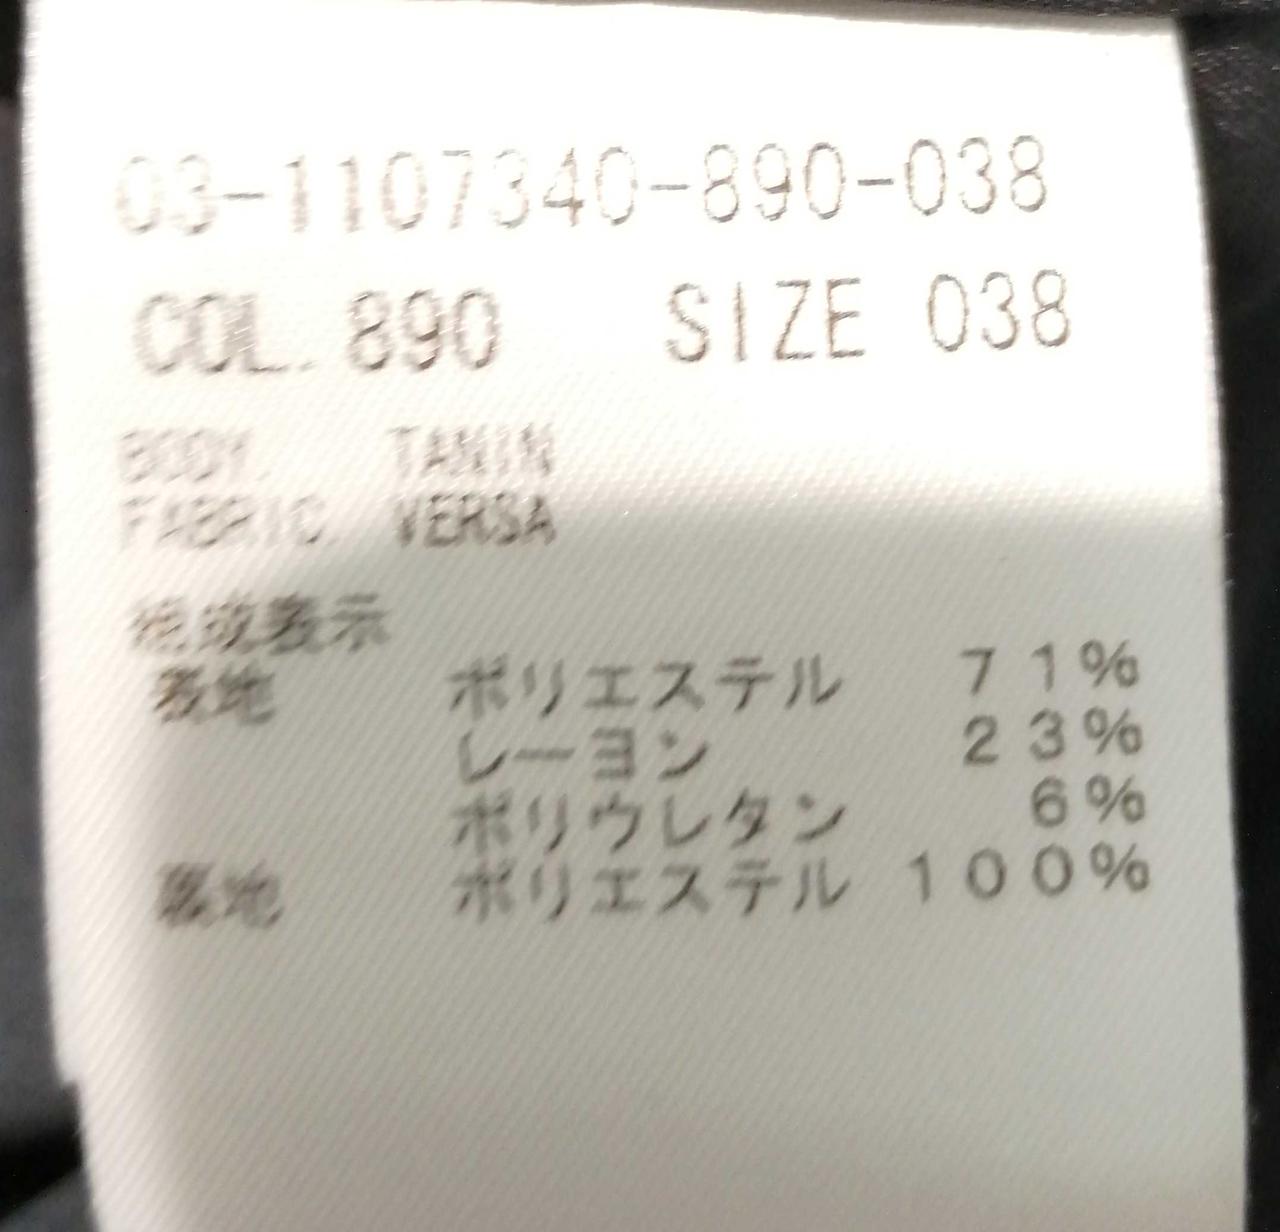 03-1107340-890-038
COL. 890 SIZE 038
BODY. TANIN
FABRIC. VERSA
組成表示
表地 ポリエステル 71%
レーヨン 23%
ポリウレタン 6%
裏地 ポリエステル 100%